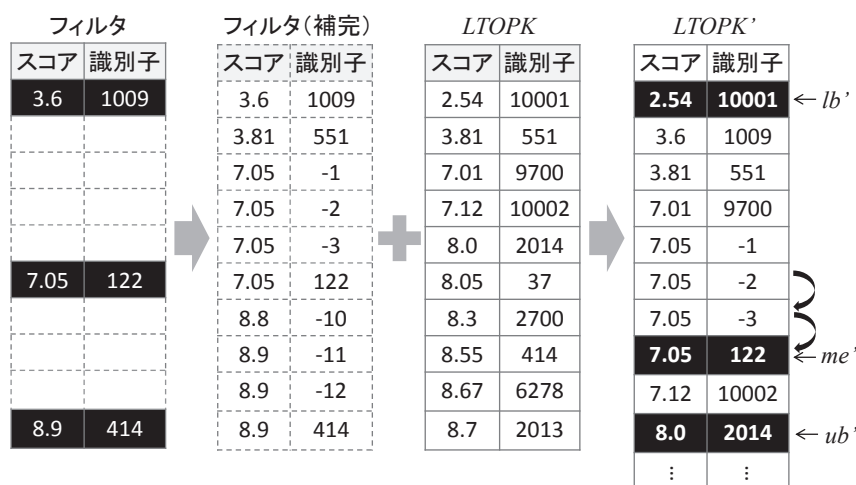 フィルタ
スコア 識別子
3.6 1009
7.05 122
8.9 414
フィルタ(補完)
スコア 識別子
3.6 1009
3.81 551
7.05 -1
7.05 -2
7.05 -3
7.05 122
8.8 -10
8.9 -11
8.9 -12
8.9 414
LTOPK
スコア 識別子
2.54 10001
3.81 551
7.01 9700
7.12 10002
8.0 2014
8.05 37
8.3 2700
8.55 414
8.67 6278
8.7 2013
LTOPK’
スコア 識別子
2.54 10001 ←lb’
3.6 1009
3.81 551
7.01 9700
7.05 -1
7.05 -2
7.05 -3
7.05 122 ←me’
7.12 10002
8.0 2014 ←ub’
⋮ ⋮